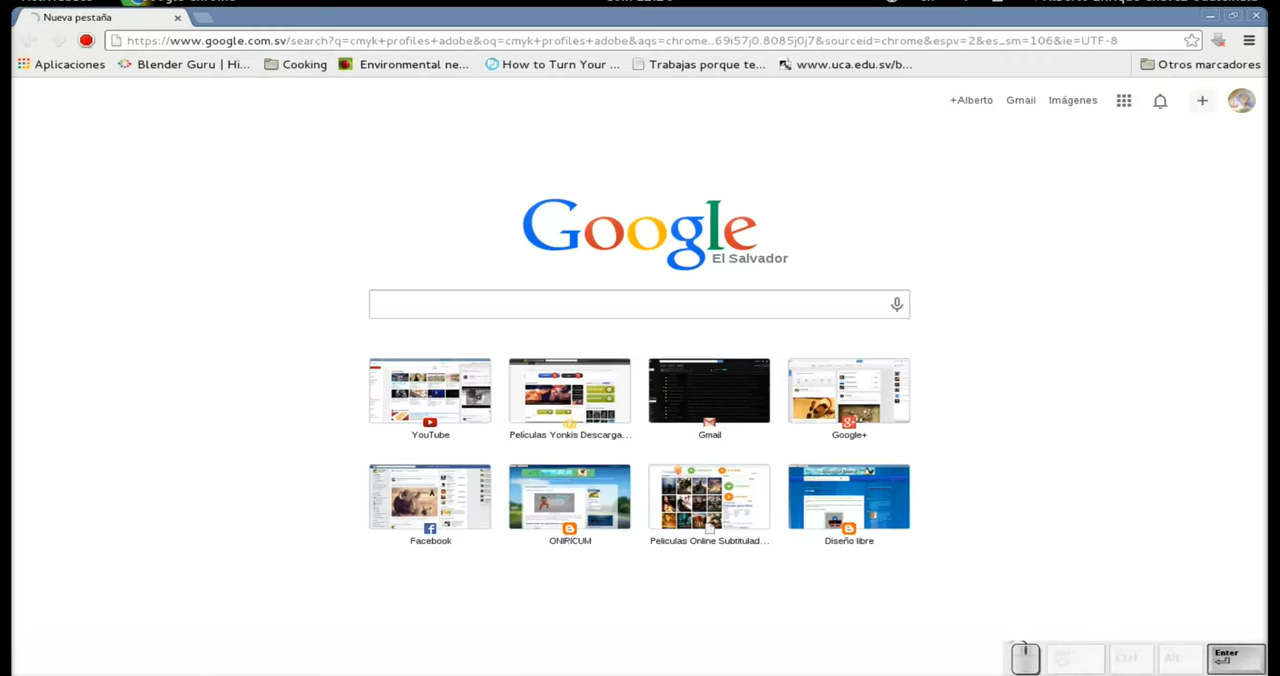 Nueva pestaña
https://www.google.com.sv/search?q=cmyk+profiles+adobe&oq=cmyk+profiles+adobe&aqs=chrome..69i57j0.8085j0j7&sourceid=chrome&espv=2&es_sm=106&ie=UTF-8
Aplicaciones Blender Guru | Hi... Cooking Environmental ne... How to Turn Your ... Trabajas porque te... www.uca.edu.sv/b... Otros marcadores
+Alberto Gmail Imágenes
Google
El Salvador
YouTube Películas Yonkis Descarga... Gmail Google+
Facebook ONIRICUM Peliculas Online Subtitulad... Diseño libre
Ctrl Alt Enter